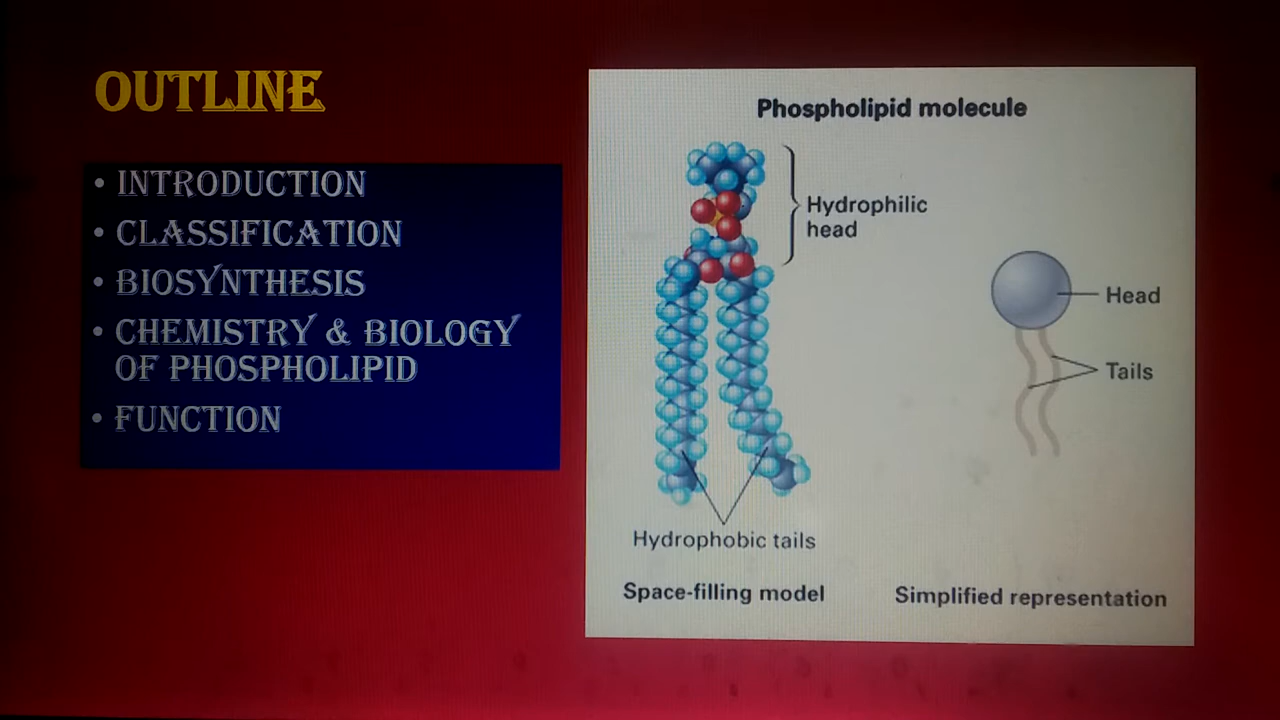 OUTLINE
• INTRODUCTION
• CLASSIFICATION
• BIOSYNTHESIS
• CHEMISTRY & BIOLOGY
OF PHOSPHOLIPID
• FUNCTION
Phospholipid molecule
Hydrophilic
head
Hydrophobic tails
Space-filling model
Head
Tails
Simplified representation